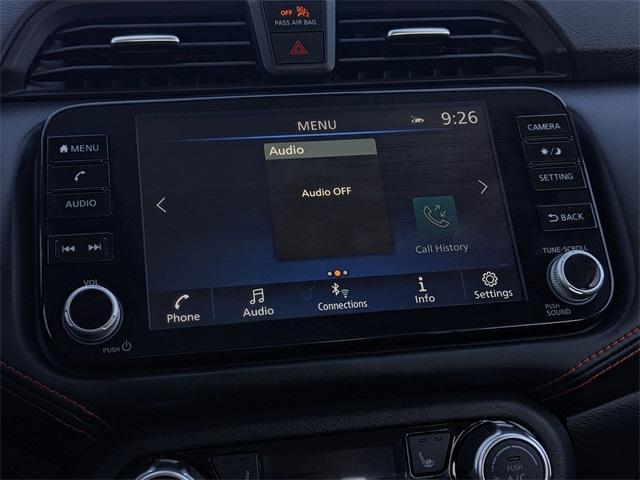 OFF
PASS AIR BAG
MENU
9:26
Audio
Audio OFF
Call History
Phone
Audio
Connections
Info
Settings
MENU
AUDIO
VOL
PUSH
CAMERA
SETTING
BACK
TUNE·SCROLL
PUSH
SOUND
PUSH
A/C